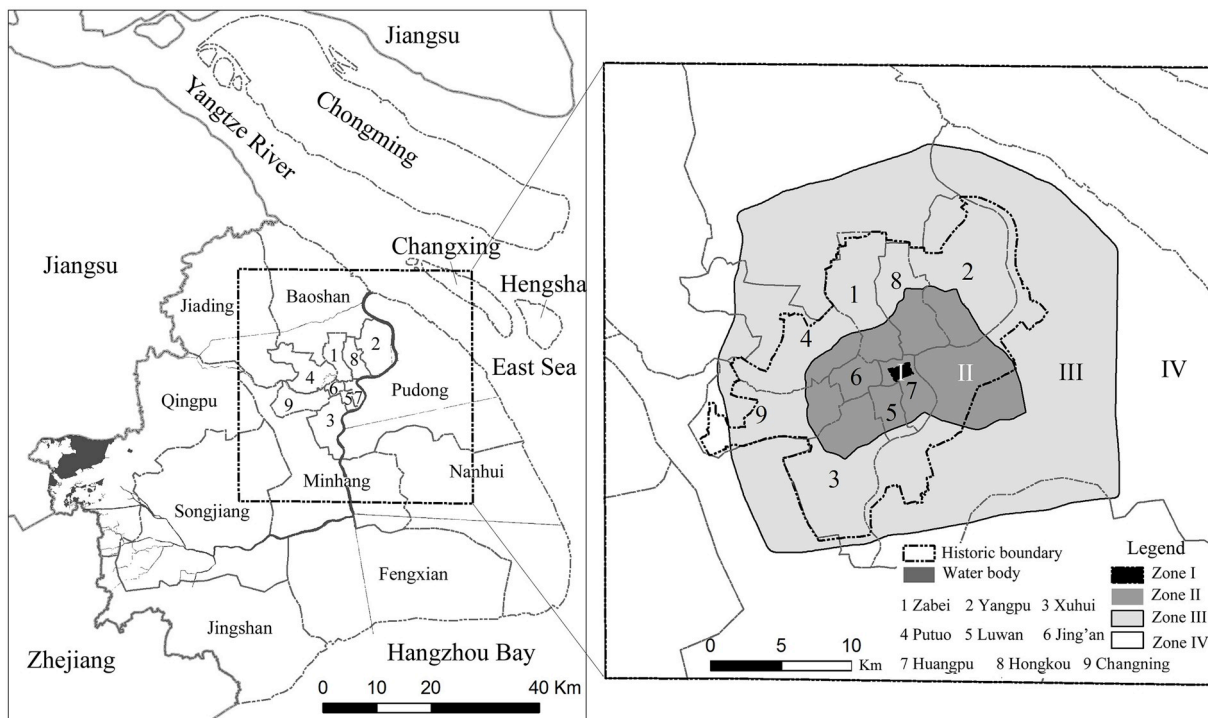 Jiangsu
Yangtze River
Chongming
Jiangsu
Changxing
Hengsha
Baoshan
Jiading
East Sea
1
2
8
4
6
5
7
9
3
Pudong
Qingpu
Minhang
Nanhui
Songjiang
Fengxian
Jingshan
Zhejiang
Hangzhou Bay
0 10 20 40 Km
2
8
1
4
I
II
III
IV
6
7
9
5
3
Historic boundary
Water body
Legend
Zone I
Zone II
Zone III
Zone IV
1 Zabei 2 Yangpu 3 Xuhui
4 Putuo 5 Luwan 6 Jing'an
7 Huangpu 8 Hongkou 9 Changning
0 5 10
Km